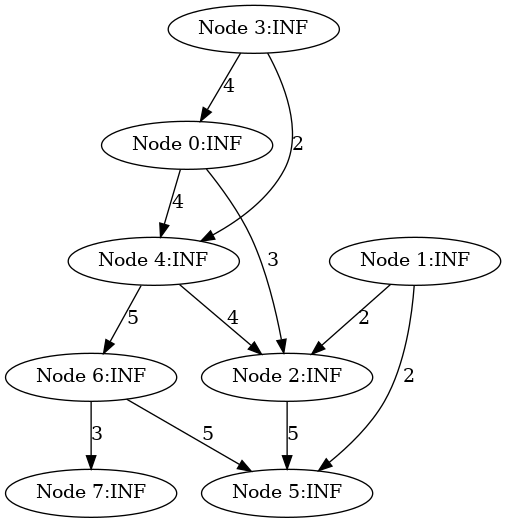 Node 3:INF
4
Node 0:INF
2
4
Node 4:INF
3
Node 1:INF
5
4
2
Node 6:INF
Node 2:INF
2
3
5
5
Node 7:INF
Node 5:INF